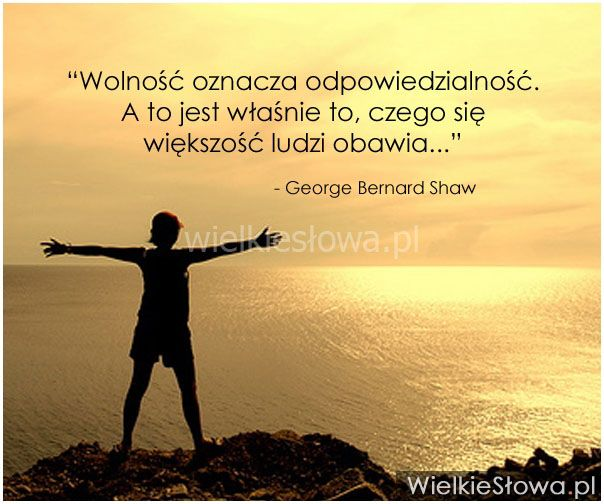 “Wolność oznacza odpowiedzialność.
A to jest właśnie to, czego się
większość ludzi obawia...”
- George Bernard Shaw
wielkiesłowa.pl
WielkieSłowa.pl